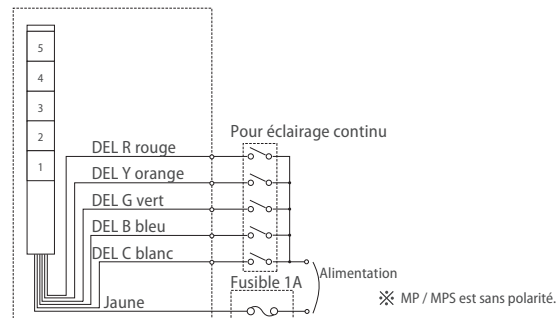 5
4
3
2
1
Pour éclairage continu
DEL R rouge
DEL Y orange
DEL G vert
DEL B bleu
DEL C blanc
Fusible 1A
Alimentation
Jaune
※ MP / MPS est sans polarité.